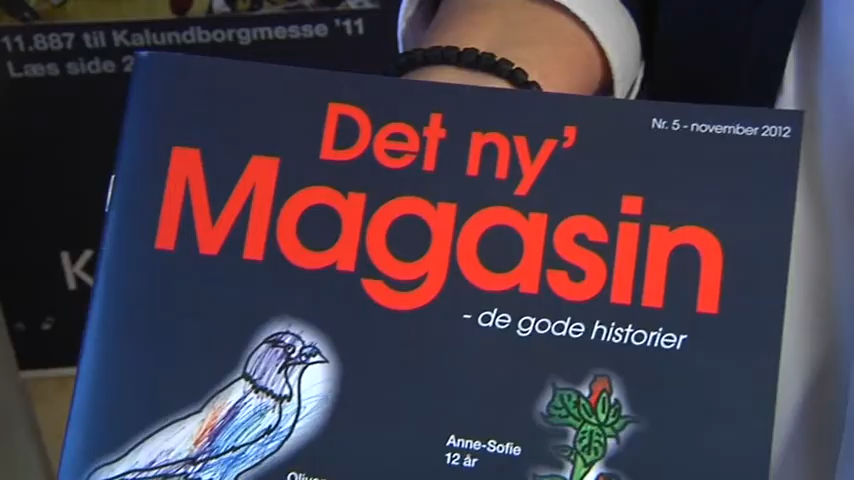 11.887 til Kalundborgmesse '11
Læs side 2
Nr. 5 - november 2012
Det ny'
Magasin
- de gode historier
Anne-Sofie
12 år
Oliver
K